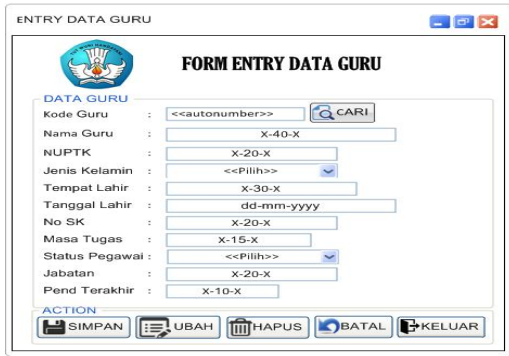 ENTRY DATA GURU
FORM ENTRY DATA GURU
DATA GURU
Kode Guru : <<autonumber>> CARI
Nama Guru : X-40-X
NUPTK : X-20-X
Jenis Kelamin : <<Pilih>>
Tempat Lahir : X-30-X
Tanggal Lahir : dd-mm-yyyy
No SK : X-20-X
Masa Tugas : X-15-X
Status Pegawai : <<Pilih>>
Jabatan : X-20-X
Pend Terakhir : X-10-X
ACTION
SIMPAN UBAH HAPUS BATAL KELUAR